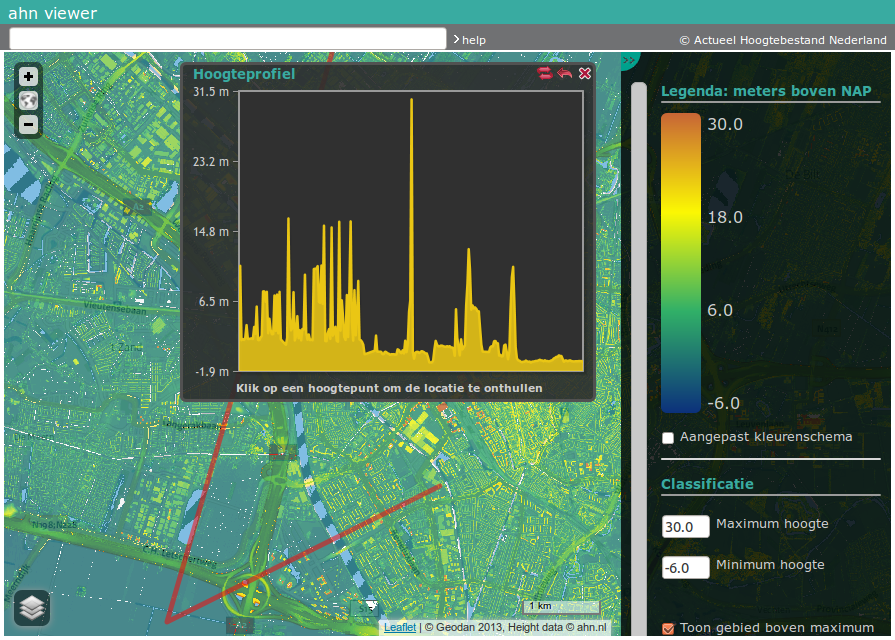 ahn viewer
help
© Actueel Hoogtebestand Nederland
Hoogteprofiel
31.5 m
23.2 m
14.8 m
6.5 m
-1.9 m
Klik op een hoogtepunt om de locatie te onthullen
Legenda: meters boven NAP
30.0
18.0
6.0
-6.0
Aangepast kleurenschema
Classificatie
30.0 Maximum hoogte
-6.0 Minimum hoogte
Toon gebied boven maximum
Vleutensebaan
1 km
Leaflet | © Geodan 2013, Height data © ahn.nl